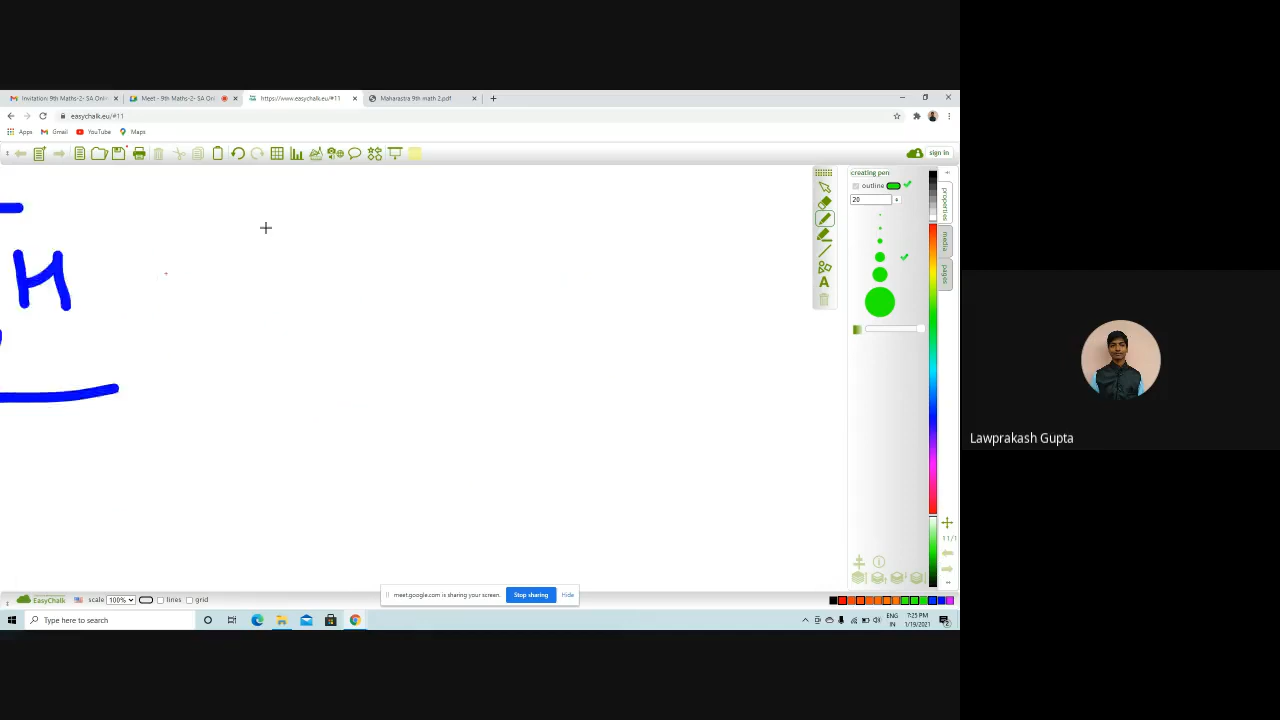 Invitation: 9th Maths-2- SA Onli
Meet - 9th Maths-2- SA Onl
https://www.easychalk.eu/#11
Maharastra 9th math 2.pdf
easychalk.eu/#11
Apps
Gmail
YouTube
Maps
sign in
creating pen
outline
20
properties
media
pages
H
Lawprakash Gupta
11/1
EasyChalk
scale
100%
lines
grid
meet.google.com is sharing your screen.
Stop sharing
Hide
Type here to search
ENG
IN
7:25 PM
1/19/2021